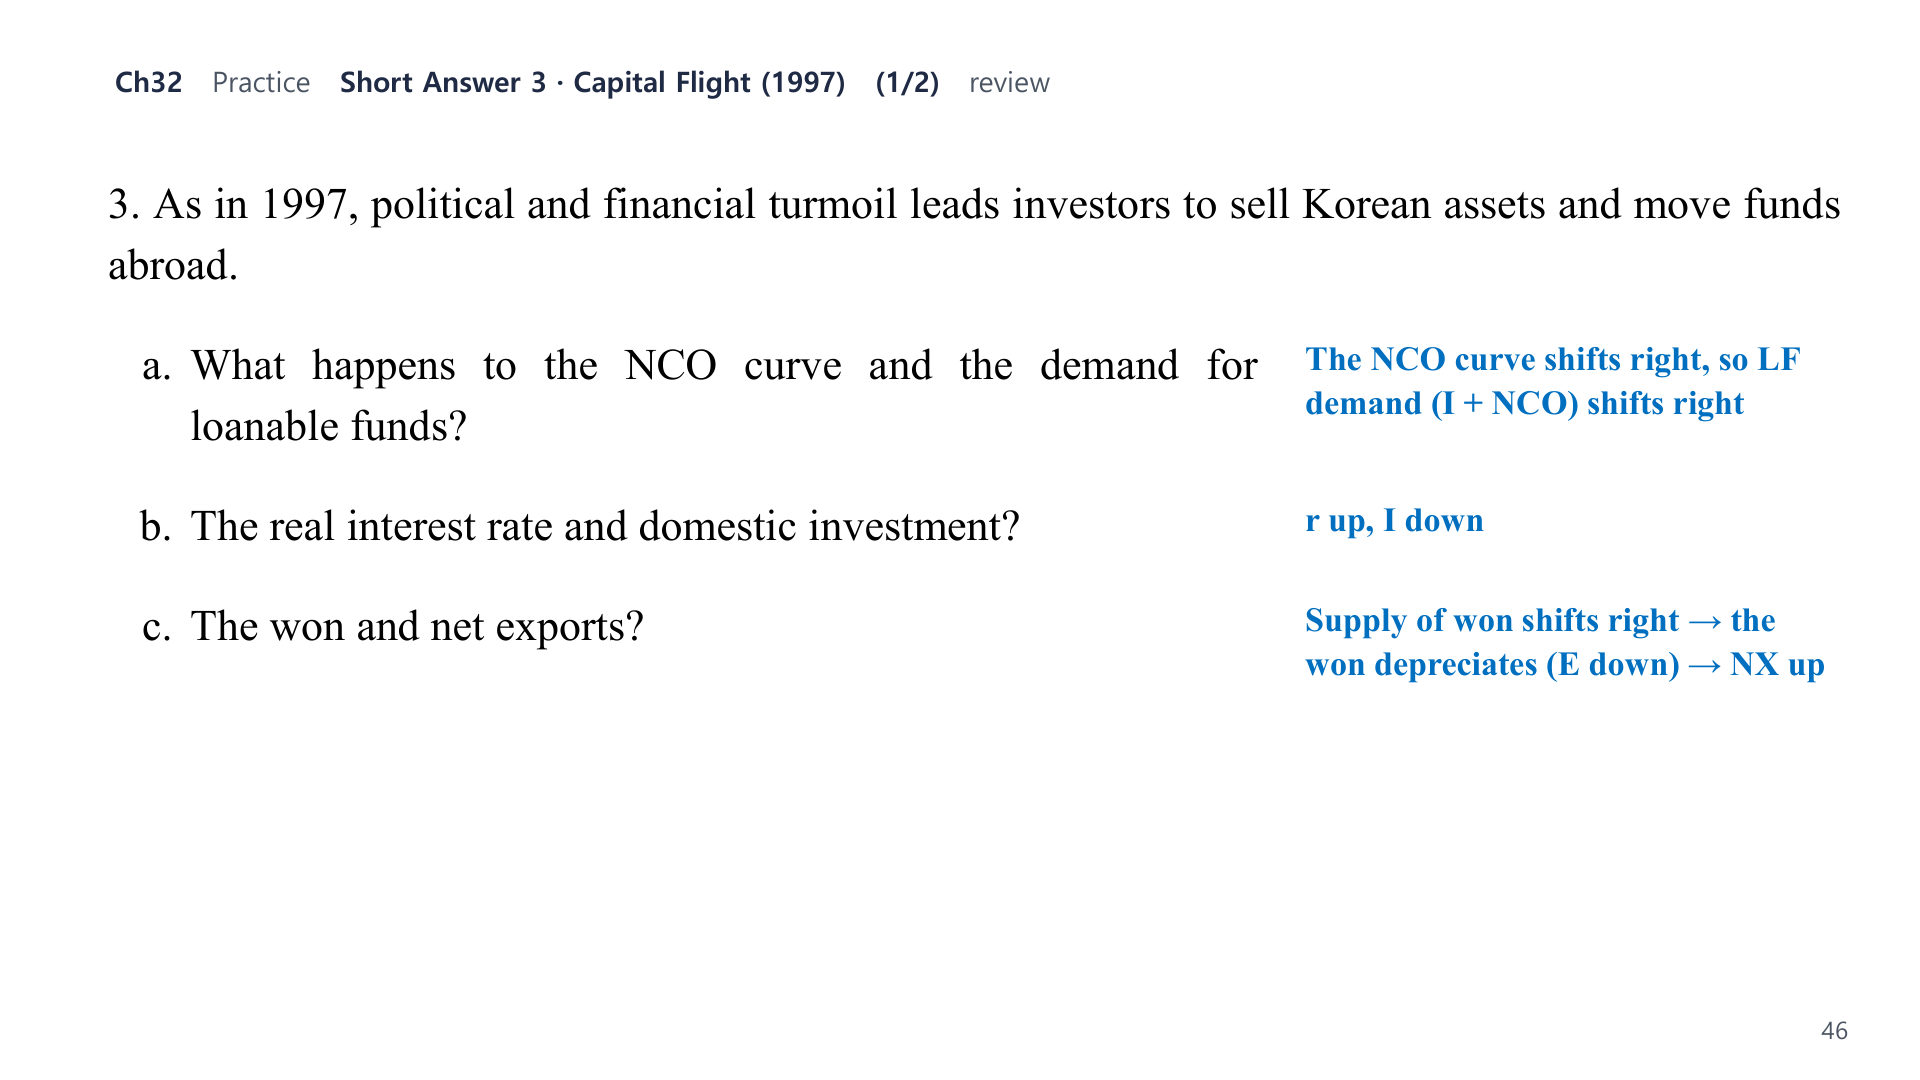 Ch32 Practice Short Answer 3 · Capital Flight (1997) (1/2) review
3. As in 1997, political and financial turmoil leads investors to sell Korean assets and move funds
abroad.
a. What happens to the NCO curve and the demand for
loanable funds?
The NCO curve shifts right, so LF
demand (I + NCO) shifts right
b. The real interest rate and domestic investment?
r up, I down
c. The won and net exports?
Supply of won shifts right → the
won depreciates (E down) → NX up
46